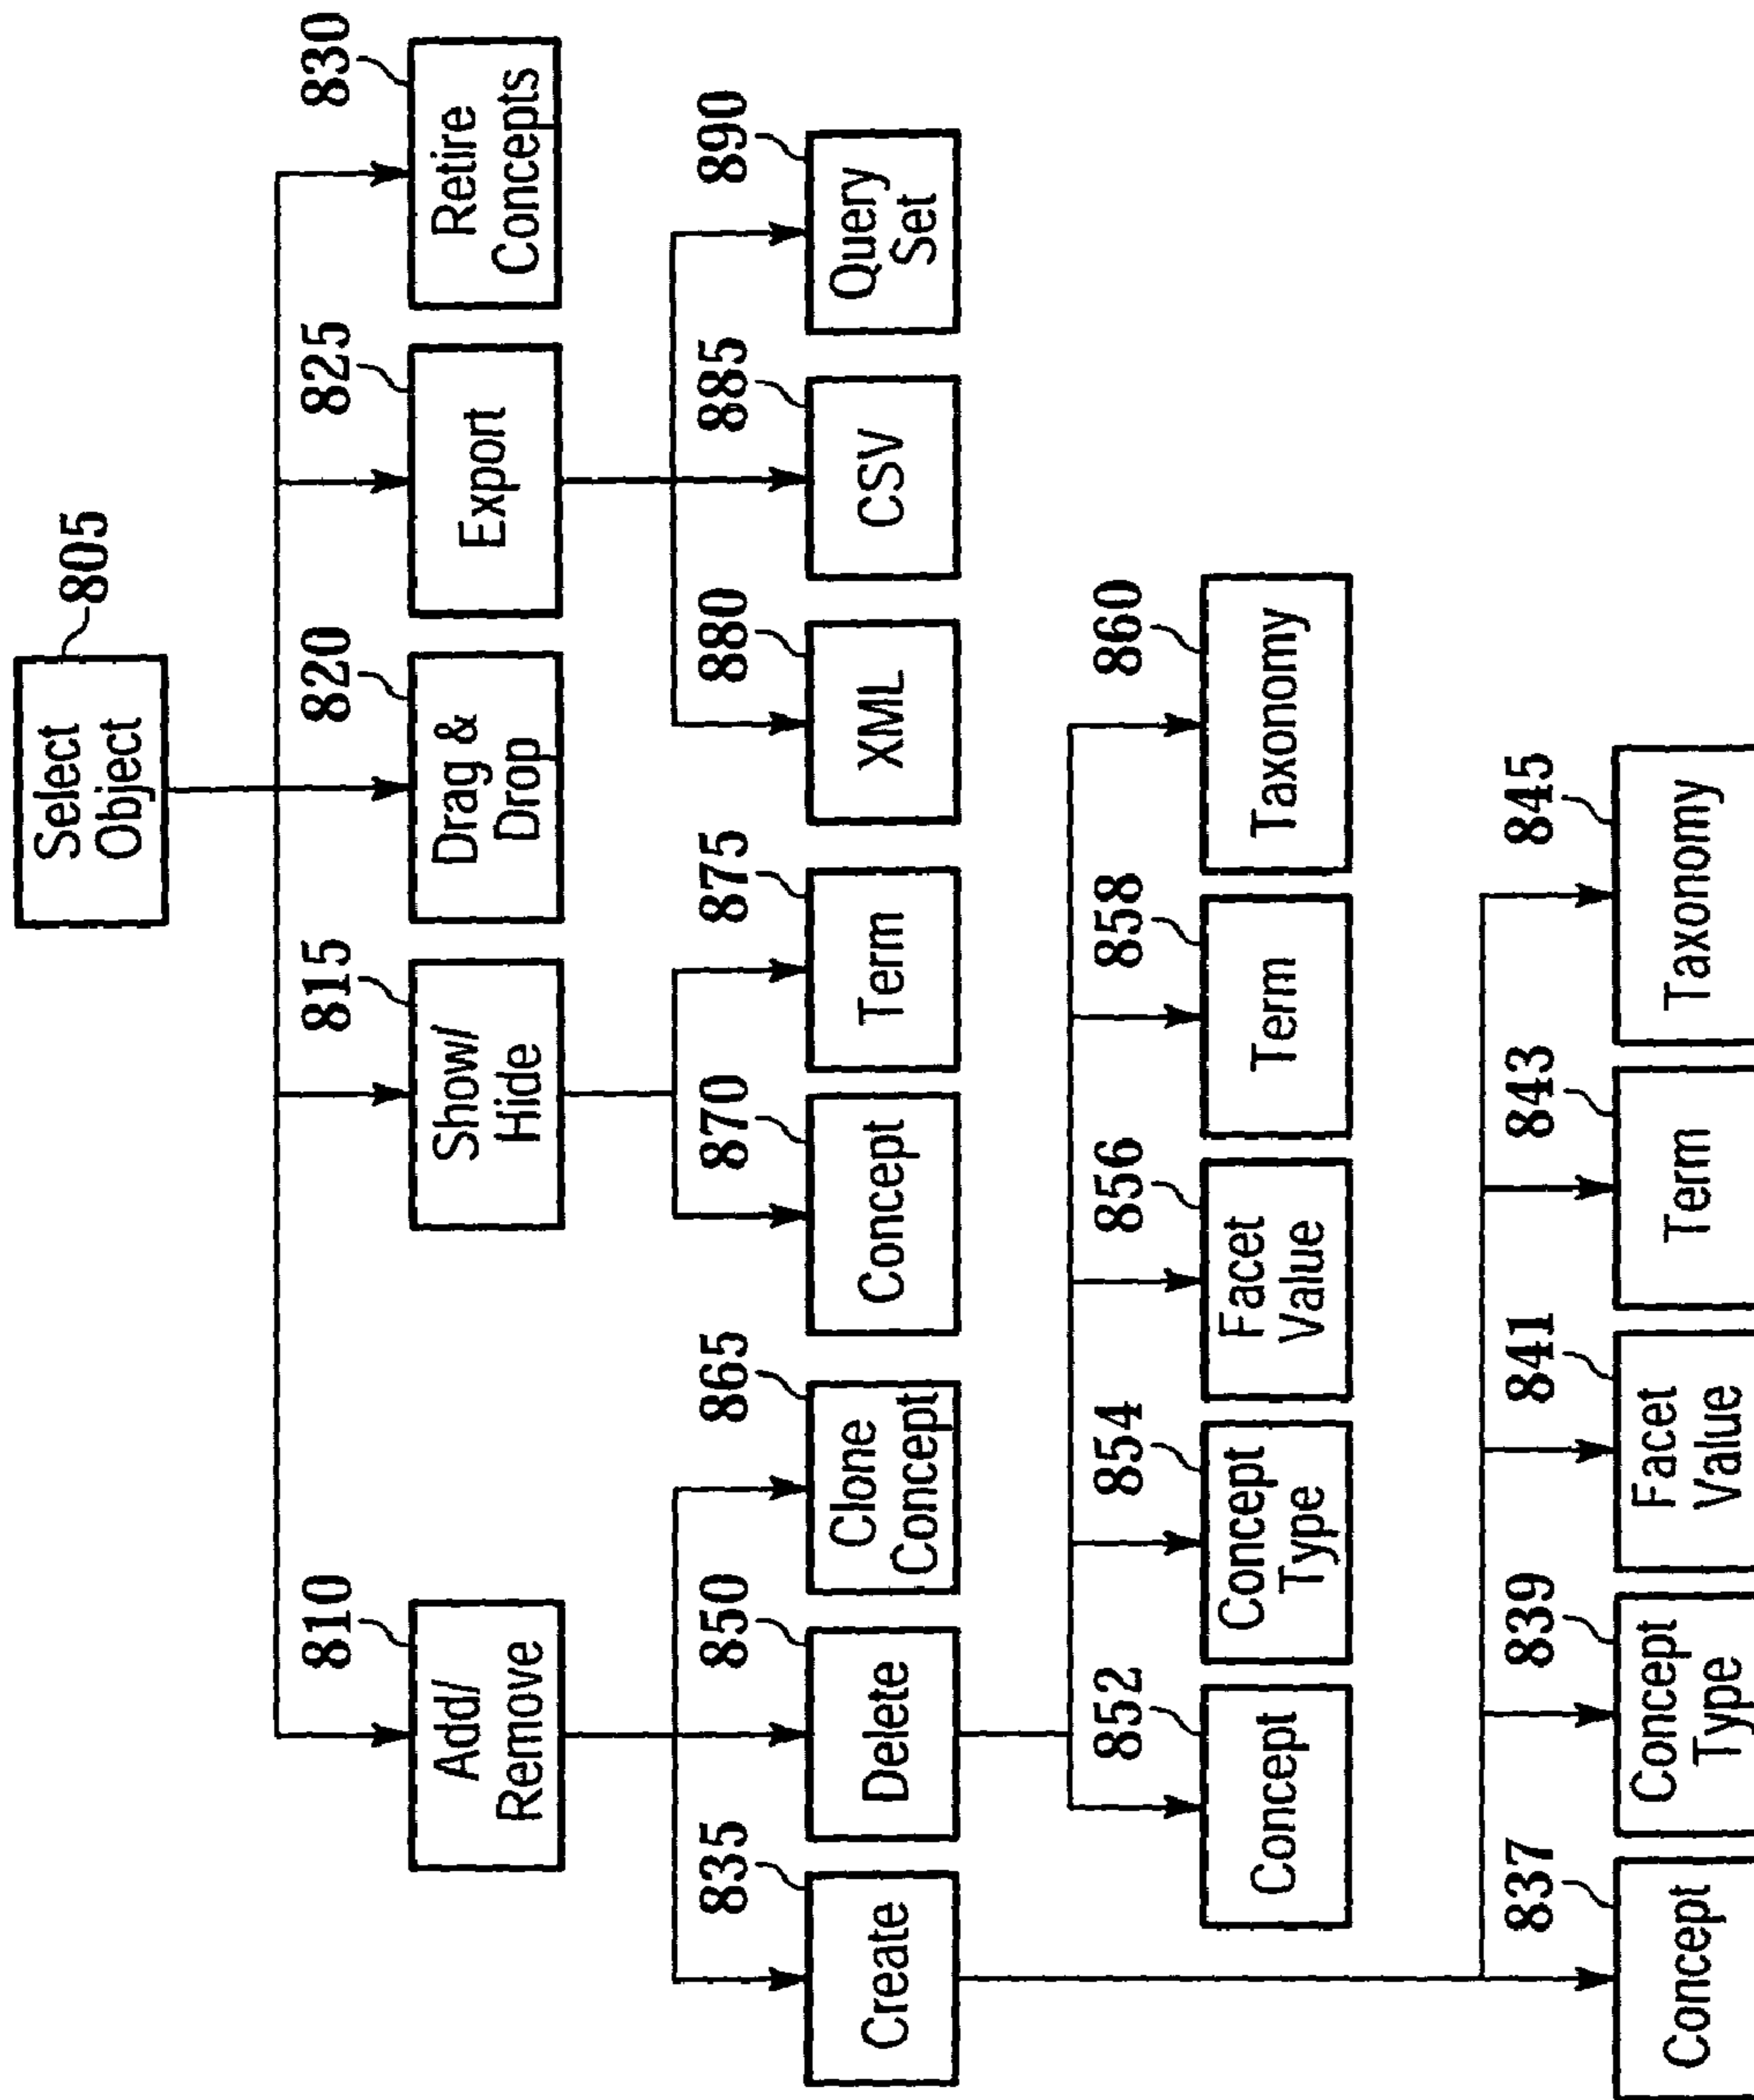 Select
Object
805
810
Add/
Remove
815
Show/
Hide
820
Drag &
Drop
825
Export
830
Retire
Concepts
835
Create
850
Delete
865
Clone
Concept
870
Concept
875
Term
880
XML
885
CSV
890
Query
Set
852
Concept
854
Concept
Type
856
Facet
Value
858
Term
860
Taxonomy
837
Concept
839
Concept
Type
841
Facet
Value
843
Term
845
Taxonomy